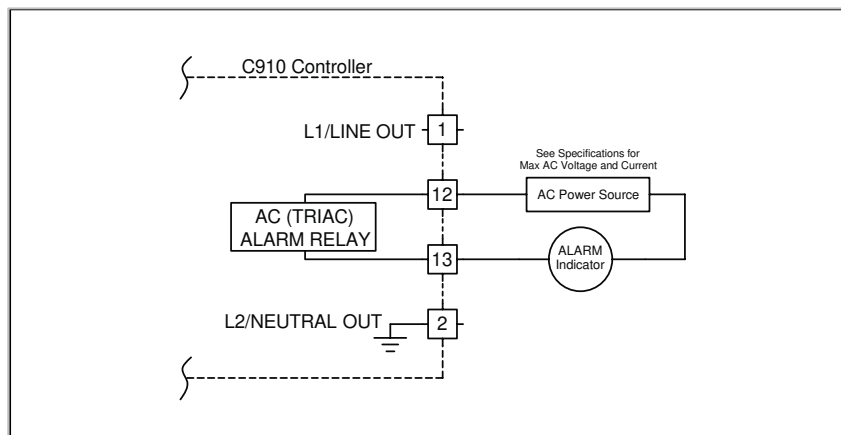 C910 Controller
L1/LINE OUT
1
See Specifications for
Max AC Voltage and Current
12
AC Power Source
AC (TRIAC)
ALARM RELAY
13
ALARM
Indicator
L2/NEUTRAL OUT
2